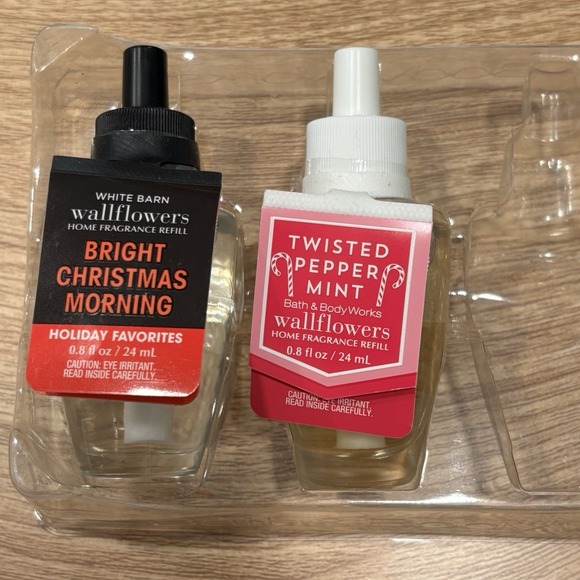 WHITE BARN
wallflowers
HOME FRAGRANCE REFILL
BRIGHT
CHRISTMAS
MORNING
HOLIDAY FAVORITES
0.8 fl oz / 24 mL
CAUTION: EYE IRRITANT.
READ INSIDE CAREFULLY.
TWISTED
PEPPER
MINT
Bath & Body Works
wallflowers
HOME FRAGRANCE REFILL
0.8 fl oz / 24 mL
CAUTION: EYE IRRITANT.
READ INSIDE CAREFULLY.